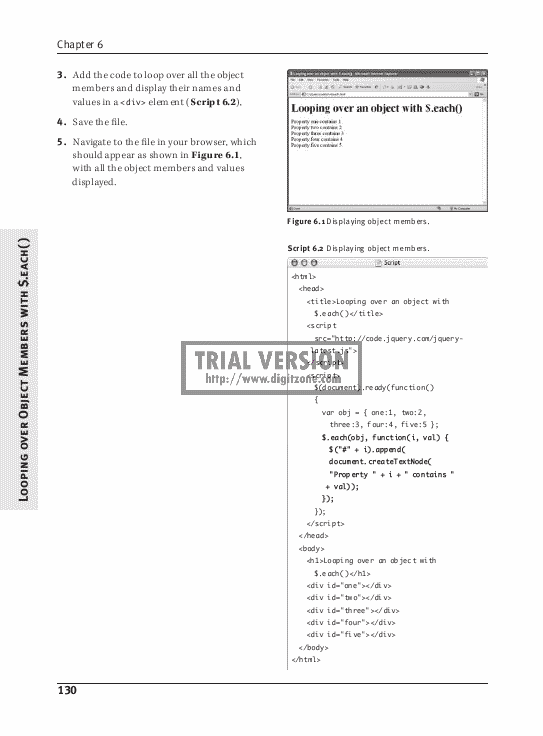 Chapter 6
3. Add the code to loop over all the object
members and display their names and
values in a <div> element (Script 6.2).
4. Save the file.
5. Navigate to the file in your browser, which
should appear as shown in Figure 6.1,
with all the object members and values
displayed.
Looping over Object Members with $.each()
Looping over an object with $.each()
Property one contains 1
Property two contains 2
Property three contains 3
Property four contains 4
Property five contains 5
Figure 6.1 Displaying object members.
Script 6.2 Displaying object members.
Script
<html>
<head>
<title>Looping over an object with
$.each()</title>
<script
src="http://code.jquery.com/jquery-
latest.js">
</script>
<script>
$(document).ready(function()
{
var obj = { one:1, two:2,
three:3, four:4, five:5 };
$.each(obj, function(i, val) {
$("#" + i).append(
document.createTextNode(
"Property " + i + " contains "
+ val));
});
});
</script>
</head>
<body>
<h1>Looping over an object with
$.each()</h1>
<div id="one"></div>
<div id="two"></div>
<div id="three"></div>
<div id="four"></div>
<div id="five"></div>
</body>
</html>
TRIAL VERSION
http://www.digitzone.com
130